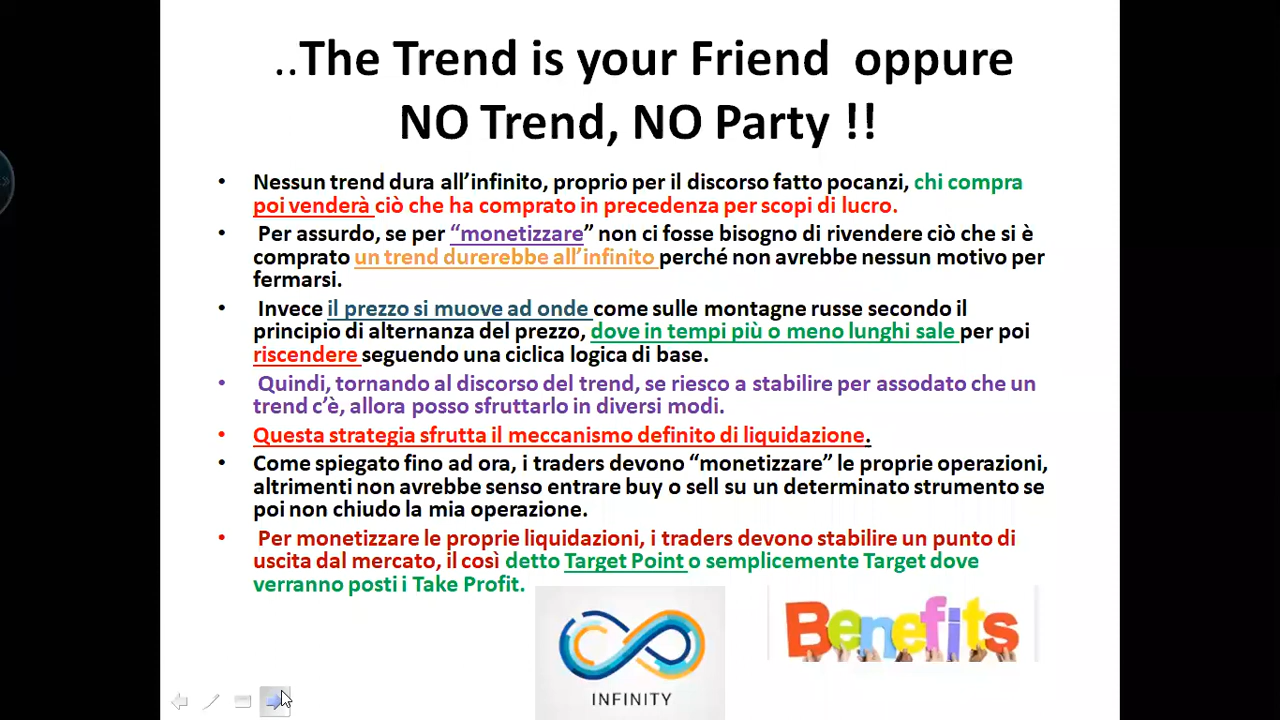 ..The Trend is your Friend oppure
NO Trend, NO Party !!
• Nessun trend dura all’infinito, proprio per il discorso fatto pocanzi, chi compra
poi venderà ciò che ha comprato in precedenza per scopi di lucro.
• Per assurdo, se per “monetizzare” non ci fosse bisogno di rivendere ciò che si è
comprato un trend durerebbe all’infinito perché non avrebbe nessun motivo per
fermarsi.
• Invece il prezzo si muove ad onde come sulle montagne russe secondo il
principio di alternanza del prezzo, dove in tempi più o meno lunghi sale per poi
riscendere seguendo una ciclica logica di base.
• Quindi, tornando al discorso del trend, se riesco a stabilire per assodato che un
trend c’è, allora posso sfruttarlo in diversi modi.
• Questa strategia sfrutta il meccanismo definito di liquidazione.
• Come spiegato fino ad ora, i traders devono “monetizzare” le proprie operazioni,
altrimenti non avrebbe senso entrare buy o sell su un determinato strumento se
poi non chiudo la mia operazione.
• Per monetizzare le proprie liquidazioni, i traders devono stabilire un punto di
uscita dal mercato, il così detto Target Point o semplicemente Target dove
verranno posti i Take Profit.
Benefits
INFINITY